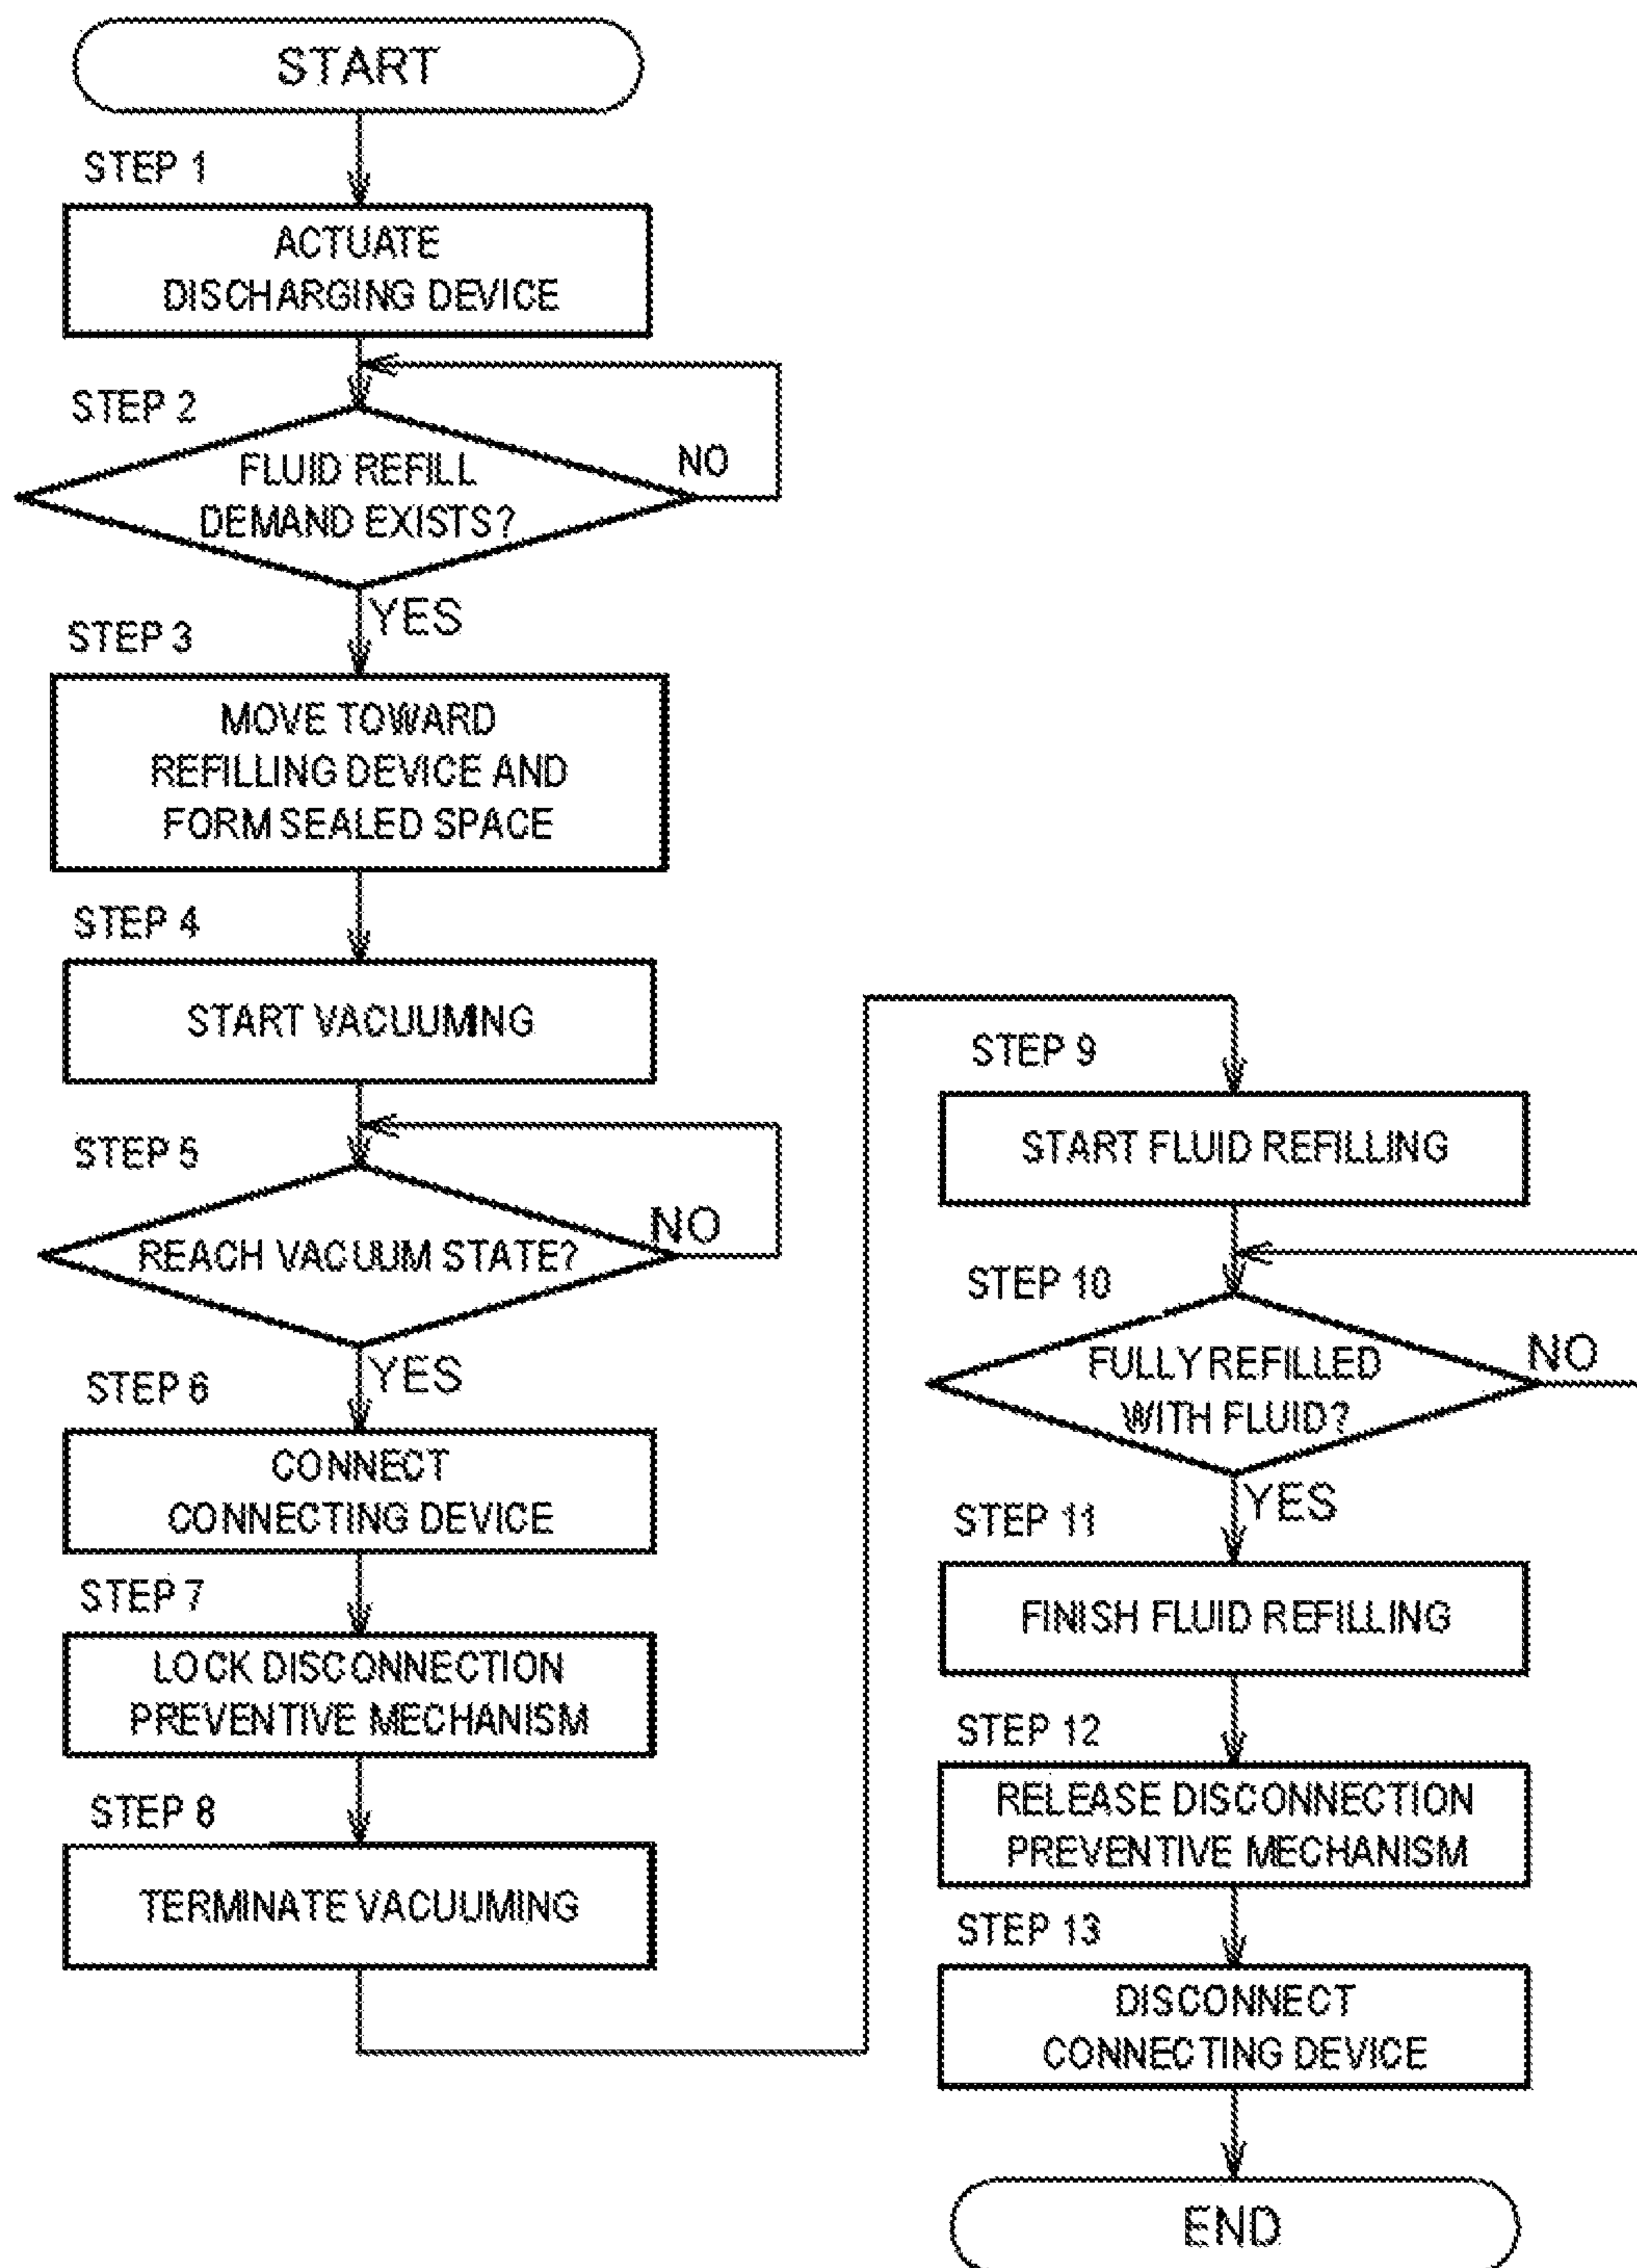 START
STEP 1
ACTUATE
DISCHARGING DEVICE
STEP 2
FLUID REFILL
DEMAND EXISTS?
NO
YES
STEP 3
MOVE TOWARD
REFILLING DEVICE AND
FORM SEALED SPACE
STEP 4
START VACUUMING
STEP 5
REACH VACUUM STATE?
NO
YES
STEP 6
CONNECT
CONNECTING DEVICE
STEP 7
LOCK DISCONNECTION
PREVENTIVE MECHANISM
STEP 8
TERMINATE VACUUMING
STEP 9
START FLUID REFILLING
STEP 10
FULLY REFILLED
WITH FLUID?
NO
YES
STEP 11
FINISH FLUID REFILLING
STEP 12
RELEASE DISCONNECTION
PREVENTIVE MECHANISM
STEP 13
DISCONNECT
CONNECTING DEVICE
END